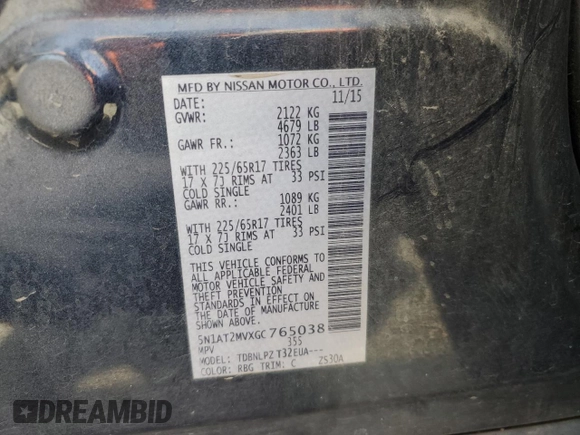 MFD BY NISSAN MOTOR CO., LTD.
DATE: 11/15
GVWR: 2122 KG
4679 LB
GAWR FR.: 1072 KG
2363 LB
WITH 225/65R17 TIRES
17 X 7J RIMS AT 33 PSI
COLD SINGLE
GAWR RR.: 1089 KG
2401 LB
WITH 225/65R17 TIRES
17 X 7J RIMS AT 33 PSI
COLD SINGLE
THIS VEHICLE CONFORMS TO
ALL APPLICABLE FEDERAL
MOTOR VEHICLE SAFETY AND
THEFT PREVENTION
STANDARDS IN EFFECT ON
THE DATE OF MANUFACTURE
SHOWN ABOVE.
5N1AT2MVXGC765038
MPV 35S
MODEL: TDBNLPZ T32EUA---
COLOR: RBG TRIM: C Z530A
DREAMBID